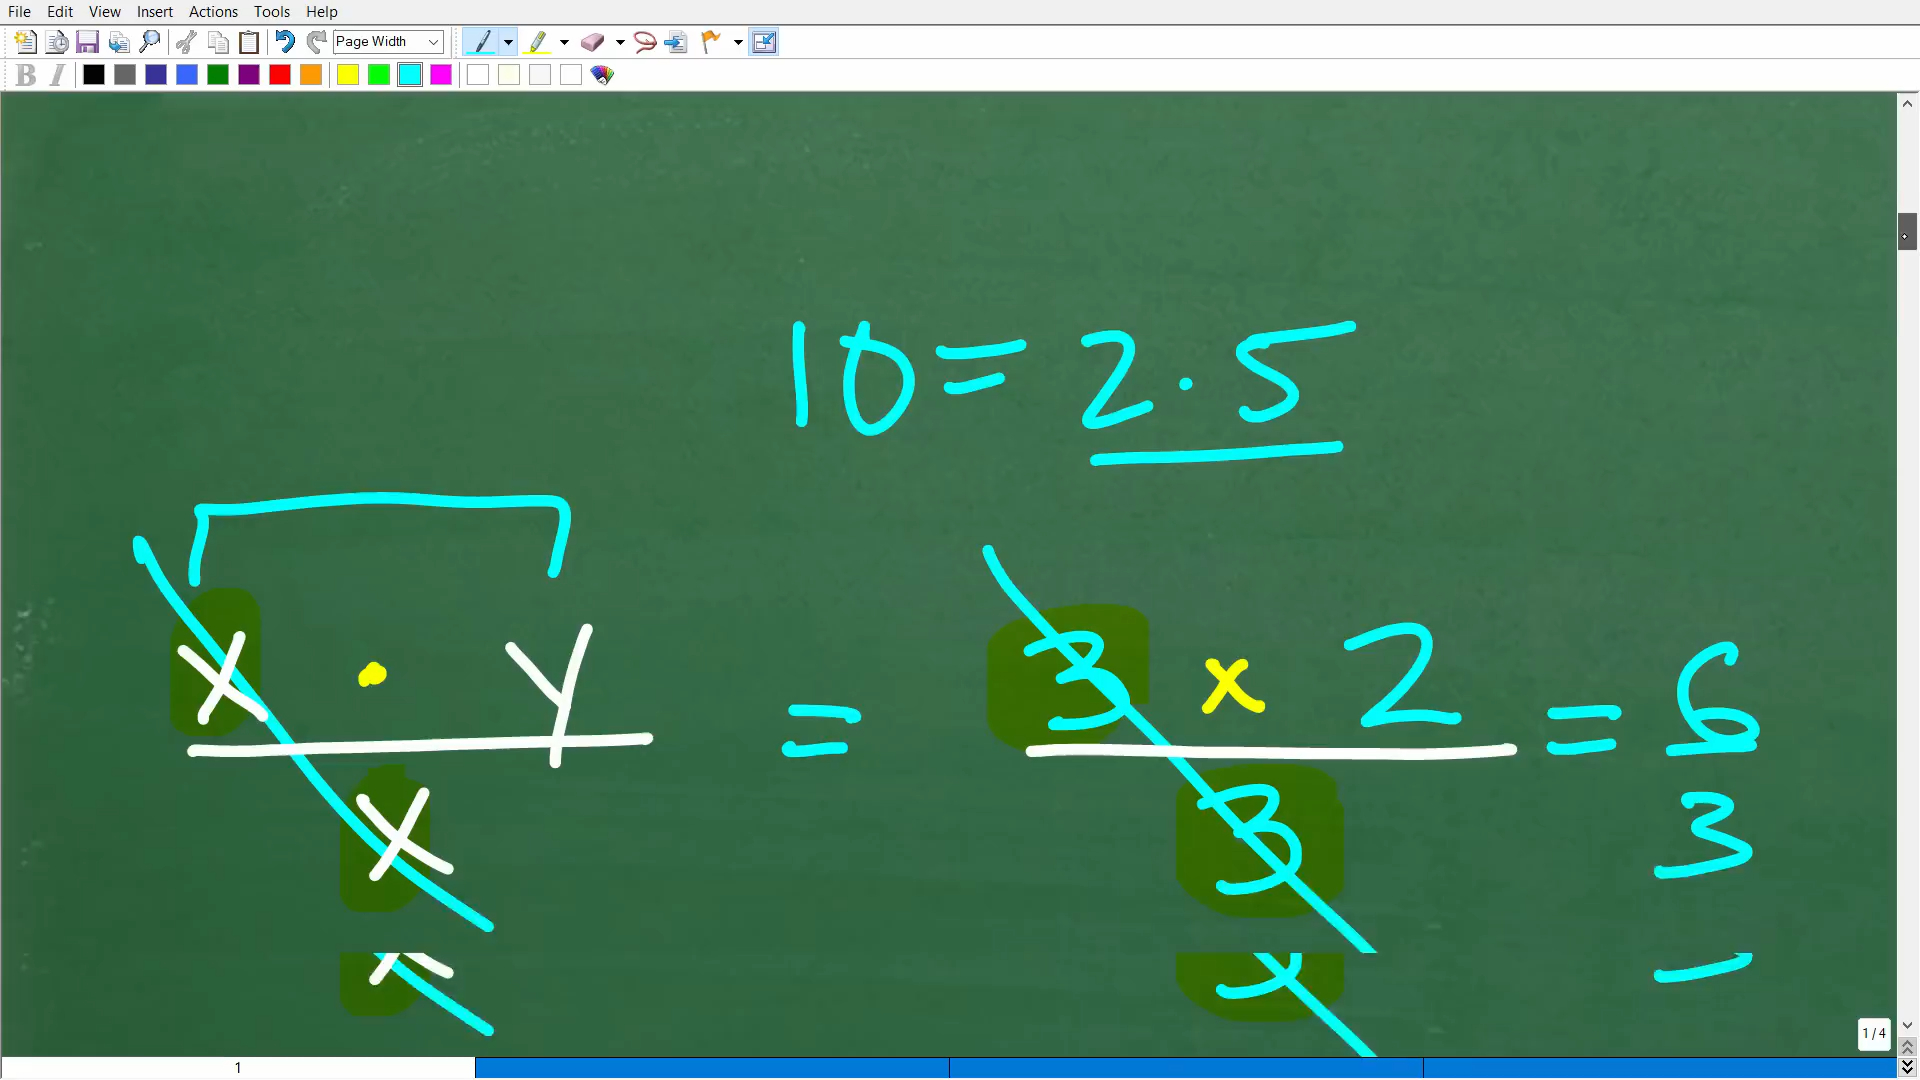 File Edit View Insert Actions Tools Help
Page Width
B I
10 = 2 · 5
X · Y = 3 x 2 = 6
X 3 3
1 / 4
1